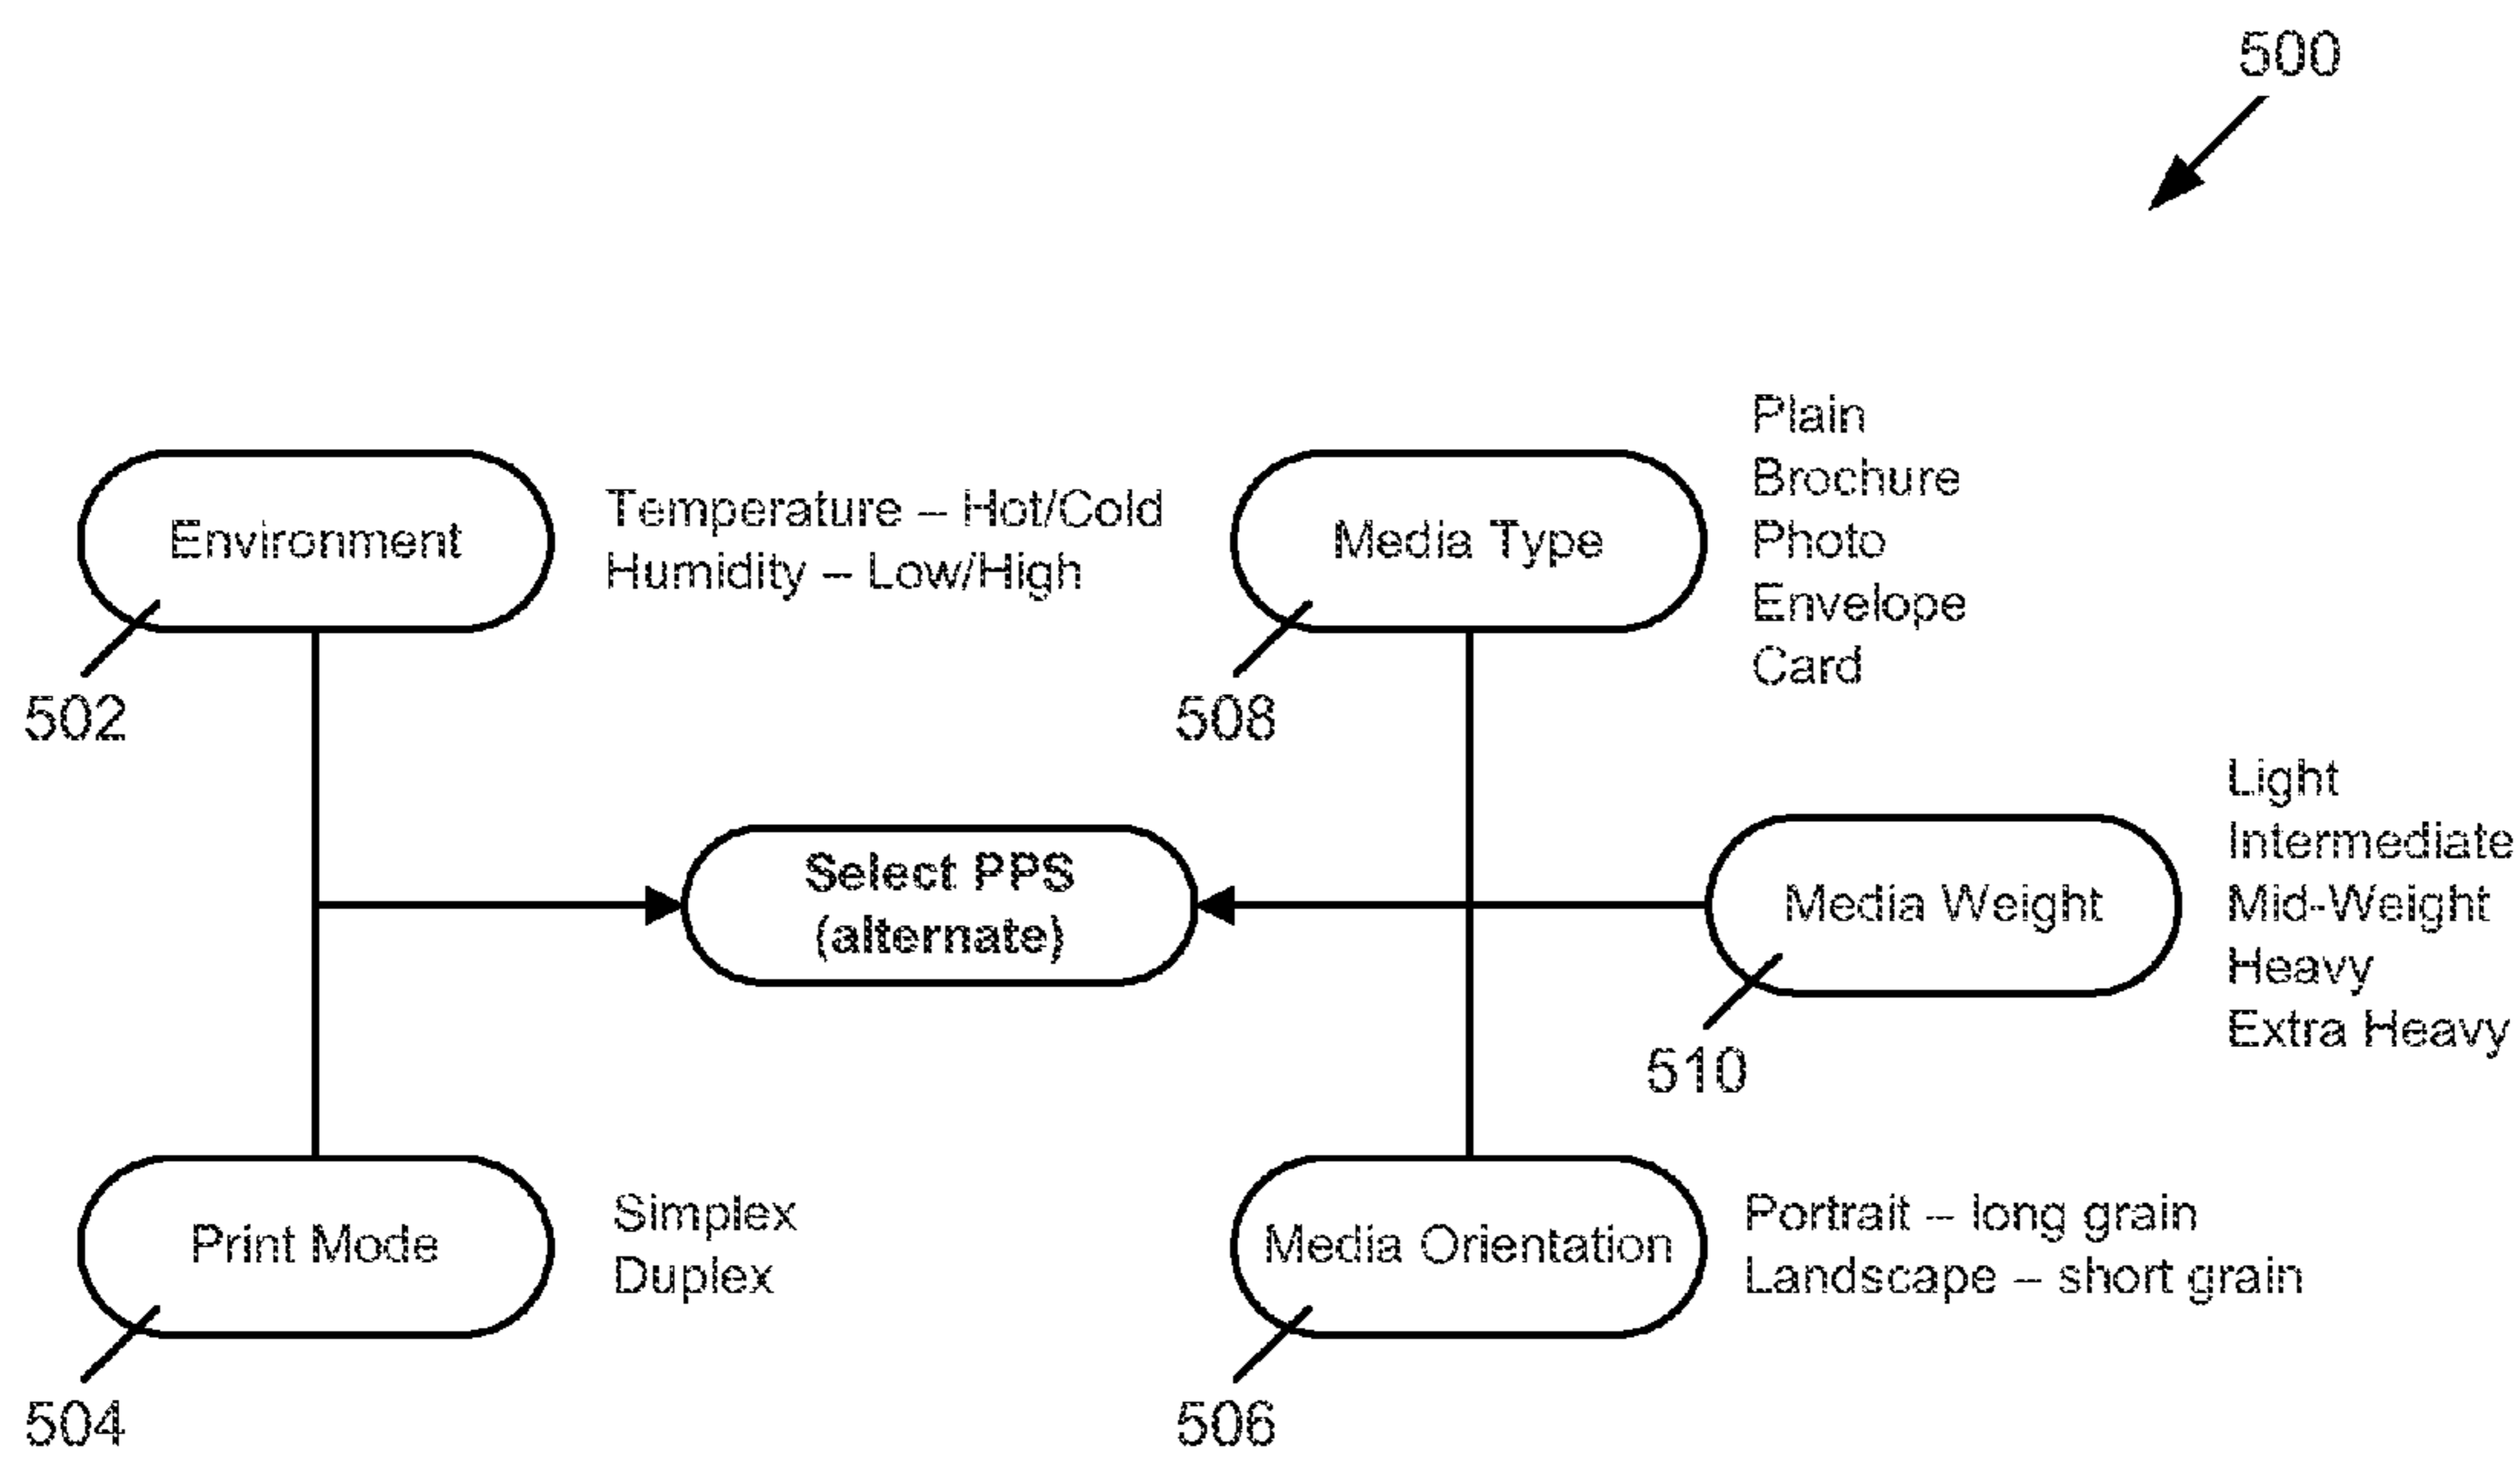 500
Environment
Temperature – Hot/Cold
Humidity – Low/High
502
Media Type
Plain
Brochure
Photo
Envelope
Card
508
Select PPS
(alternate)
Media Weight
Light
Intermediate
Mid-Weight
Heavy
Extra Heavy
510
Print Mode
Simplex
Duplex
504
Media Orientation
Portrait – long grain
Landscape – short grain
506